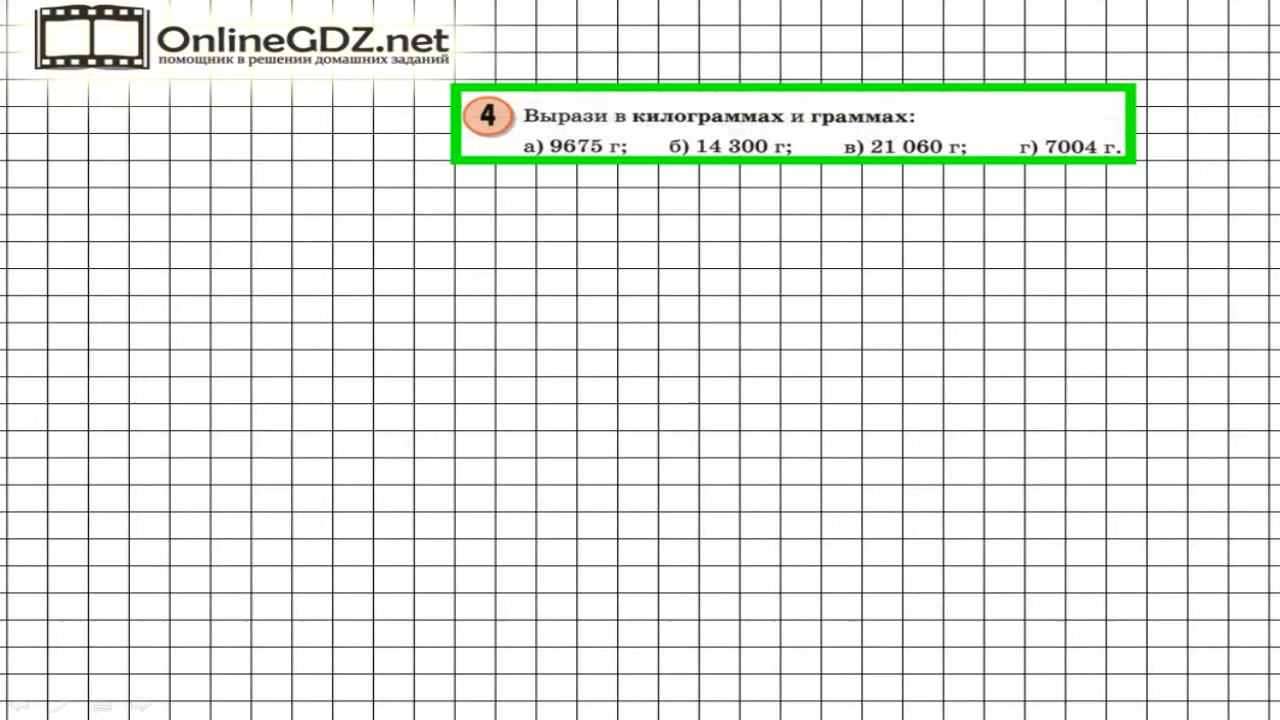 OnlineGDZ.net
помощник в решении домашних заданий
4 Вырази в килограммах и граммах:
а) 9675 г; б) 14 300 г; в) 21 060 г; г) 7004 г.